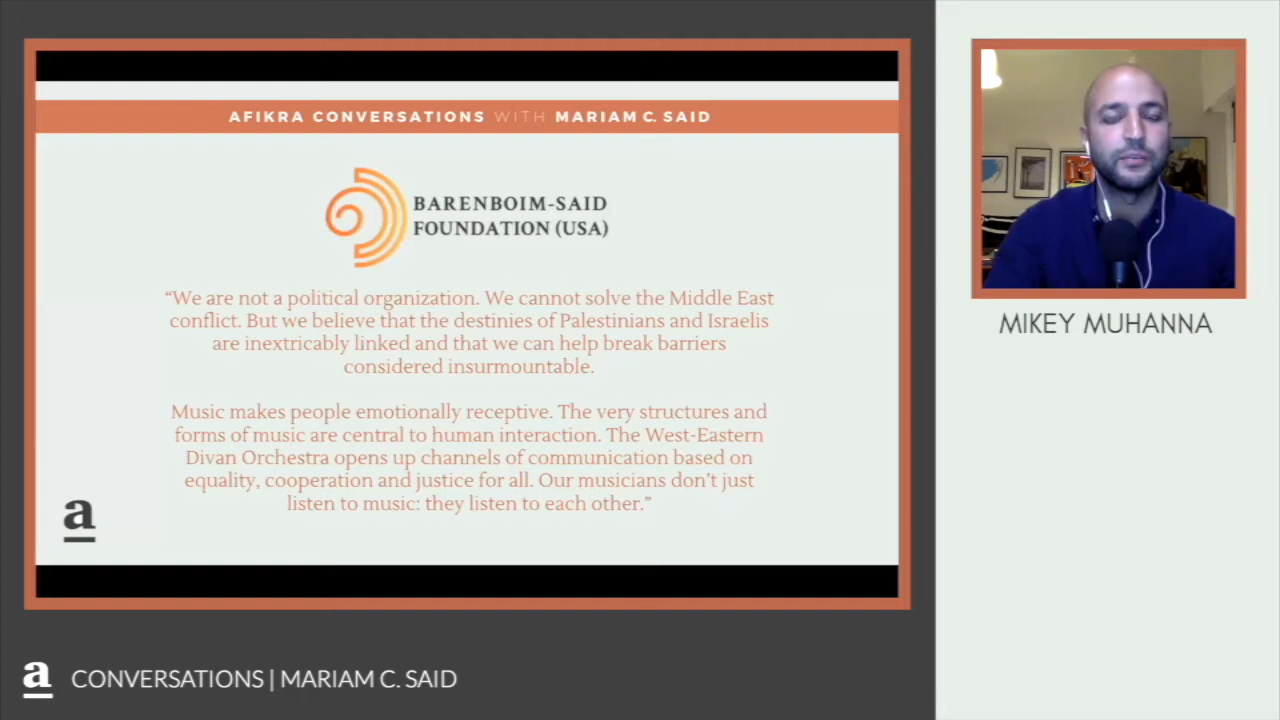 AFIKRA CONVERSATIONS WITH MARIAM C. SAID
BARENBOIM-SAID
FOUNDATION (USA)
“We are not a political organization. We cannot solve the Middle East
conflict. But we believe that the destinies of Palestinians and Israelis
are inextricably linked and that we can help break barriers
considered insurmountable.
Music makes people emotionally receptive. The very structures and
forms of music are central to human interaction. The West-Eastern
Divan Orchestra opens up channels of communication based on
equality, cooperation and justice for all. Our musicians don’t just
listen to music: they listen to each other.”
a
MIKEY MUHANNA
a CONVERSATIONS | MARIAM C. SAID